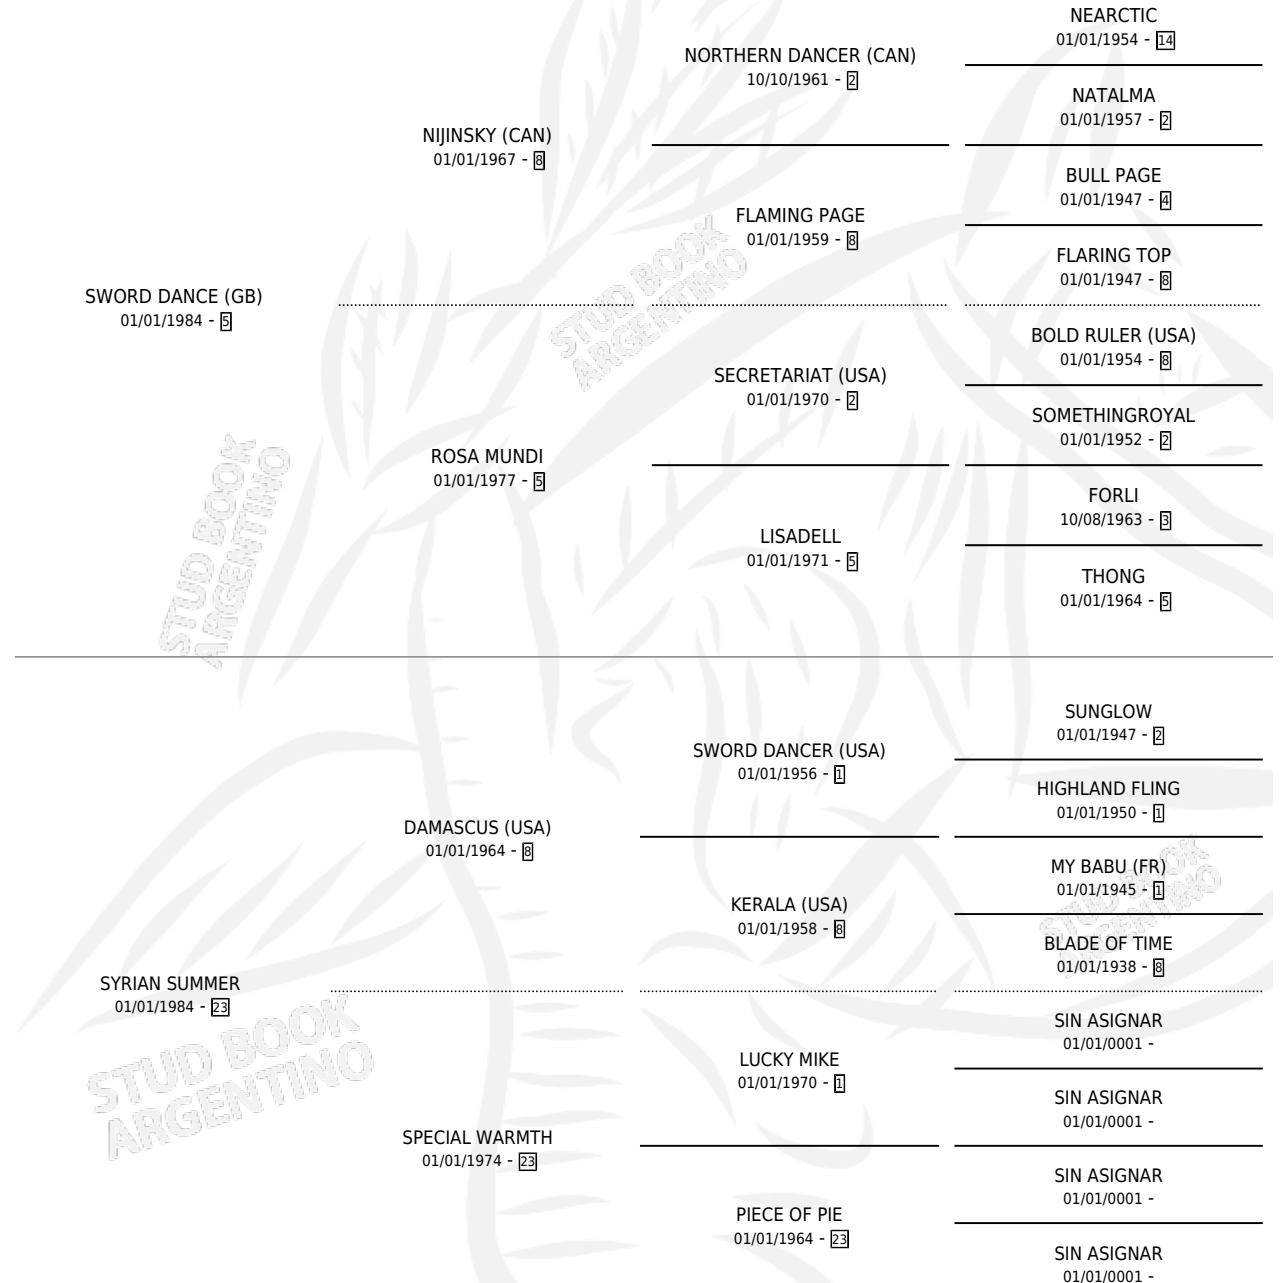 NEARCTIC
01/01/1954 - 14
NORTHERN DANCER (CAN)
10/10/1961 - 2
NATALMA
01/01/1957 - 2
NIJINSKY (CAN)
01/01/1967 - 8
BULL PAGE
01/01/1947 - 4
FLAMING PAGE
01/01/1959 - 8
FLARING TOP
01/01/1947 - 8
SWORD DANCE (GB)
01/01/1984 - 5
BOLD RULER (USA)
01/01/1954 - 8
SECRETARIAT (USA)
01/01/1970 - 2
SOMETHINGROYAL
01/01/1952 - 2
ROSA MUNDI
01/01/1977 - 5
FORLI
10/08/1963 - 3
LISADELL
01/01/1971 - 5
THONG
01/01/1964 - 5
STUD BOOK
ARGENTINO
STUD BOOK
ARGENTINO
SUNGLOW
01/01/1947 - 2
SWORD DANCER (USA)
01/01/1956 - 1
HIGHLAND FLING
01/01/1950 - 1
DAMASCUS (USA)
01/01/1964 - 8
MY BABU (FR)
01/01/1945 - 1
KERALA (USA)
01/01/1958 - 8
BLADE OF TIME
01/01/1938 - 8
STUD BOOK
ARGENTINO
SYRIAN SUMMER
01/01/1984 - 23
SIN ASIGNAR
01/01/0001 -
LUCKY MIKE
01/01/1970 - 1
SIN ASIGNAR
01/01/0001 -
STUD BOOK
ARGENTINO
SPECIAL WARMTH
01/01/1974 - 23
SIN ASIGNAR
01/01/0001 -
PIECE OF PIE
01/01/1964 - 23
SIN ASIGNAR
01/01/0001 -